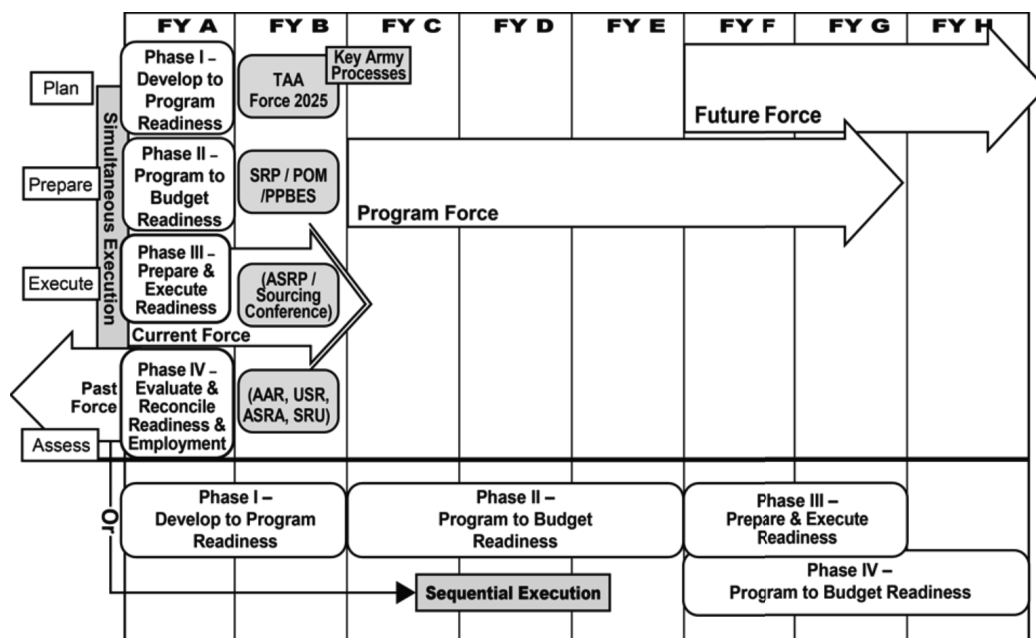 FY A FY B FY C FY D FY E FY F FY G FY H
Plan
Phase I –
Develop to
Program
Readiness
TAA
Force 2025
Key Army
Processes
Future Force
Simultaneous Execution
Prepare
Phase II –
Program to
Budget
Readiness
SRP / POM
/PPBES
Program Force
Execute
Phase III –
Prepare &
Execute
Readiness
(ASRP /
Sourcing
Conference)
Current Force
Past
Force
Phase IV –
Evaluate &
Reconcile
Readiness &
Employment
(AAR, USR,
ASRA, SRU)
Assess
Or
Phase I –
Develop to Program
Readiness
Phase II –
Program to Budget
Readiness
Phase III –
Prepare & Execute
Readiness
Phase IV –
Program to Budget Readiness
Sequential Execution